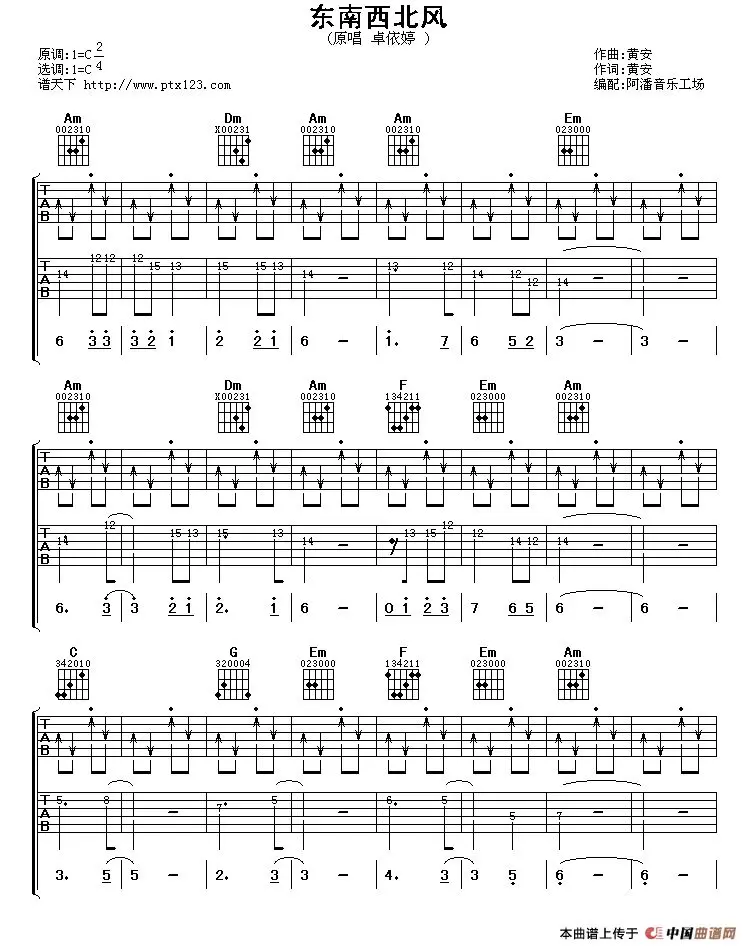 东南西北风
(原唱 卓依婷 )
原调:1=C 2/4
作曲:黄安
选调:1=C
作词:黄安
谱天下 http://www.ptx123.com
编配:阿潘音乐工场
Am Dm Am Am Em
002310 X00231 002310 002310 023000
T A B
T A B
14 12 12 12 15 13 15 15 13 14 13 12 14 12 12 14
6 3 3 3 2 1 2 2 1 6 - 1. 7 6 5 2 3 - 3 -
Am Dm Am F Em Am
002310 X00231 002310 134211 023000 002310
T A B
T A B
14 12 15 13 15 13 14 13 15 12 12 14 12 14
6. 3 3 2 1 2. 1 6 - 0 1 2 3 7 6 5 6 - 6 -
C G Em F Em Am
342010 320004 023000 134211 023000 002310
T A B
T A B
5 8 7 5 6 5 5 7
3. 5 5 - 2. 3 3 - 4. 3 3 5 6 - 6 -
本曲谱上传于 中国曲谱网
www.qupu123.com